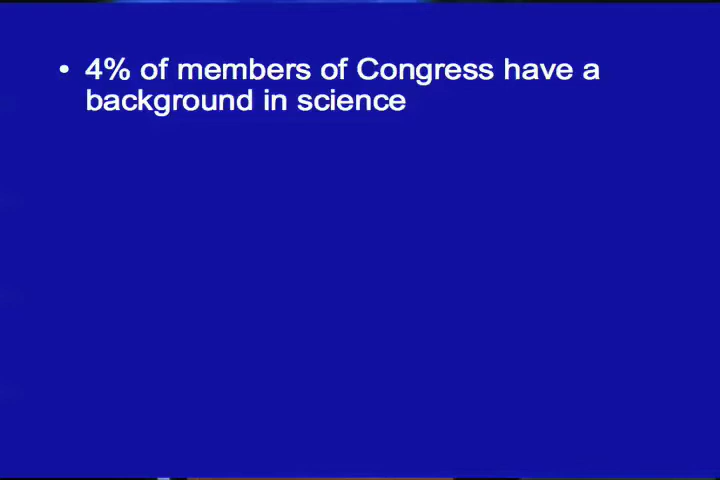 • 4% of members of Congress have a
background in science